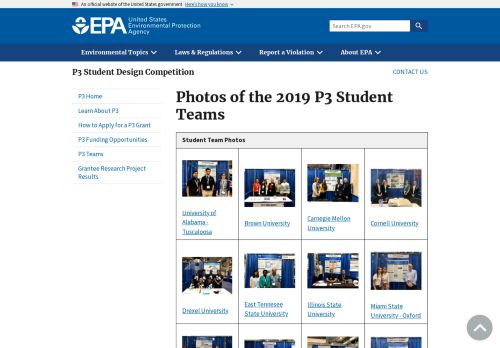 An official website of the United States government Here's how you know
EPA United States
Environmental Protection
Agency
Search EPA.gov
Environmental Topics Laws & Regulations Report a Violation About EPA
P3 Student Design Competition CONTACT US
P3 Home
Learn About P3
How to Apply for a P3 Grant
P3 Funding Opportunities
P3 Teams
Grantee Research Project
Results
Photos of the 2019 P3 Student
Teams
Student Team Photos
University of
Alabama -
Tuscaloosa
Brown University
Carnegie Mellon
University
Cornell University
Drexel University
East Tennesee
State University
Illinois State
University
Miami State
University - Oxford